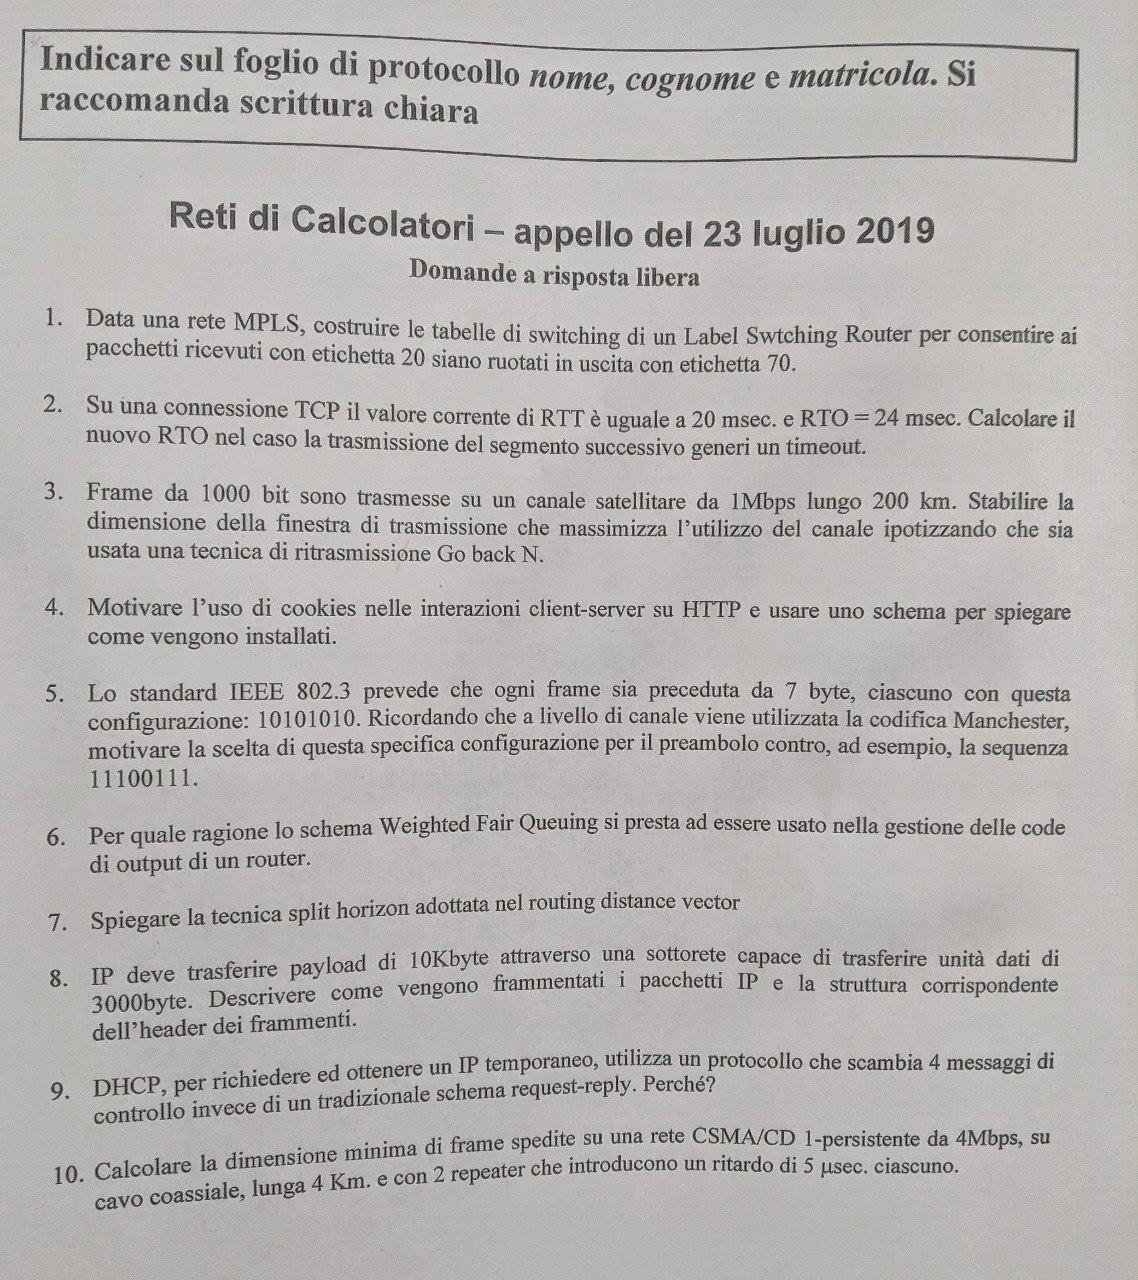 Indicare sul foglio di protocollo nome, cognome e matricola. Si
raccomanda scrittura chiara
Reti di Calcolatori – appello del 23 luglio 2019
Domande a risposta libera
1. Data una rete MPLS, costruire le tabelle di switching di un Label Swtching Router per consentire ai
pacchetti ricevuti con etichetta 20 siano ruotati in uscita con etichetta 70.
2. Su una connessione TCP il valore corrente di RTT è uguale a 20 msec. e RTO = 24 msec. Calcolare il
nuovo RTO nel caso la trasmissione del segmento successivo generi un timeout.
3. Frame da 1000 bit sono trasmesse su un canale satellitare da 1Mbps lungo 200 km. Stabilire la
dimensione della finestra di trasmissione che massimizza l'utilizzo del canale ipotizzando che sia
usata una tecnica di ritrasmissione Go back N.
4. Motivare l'uso di cookies nelle interazioni client-server su HTTP e usare uno schema per spiegare
come vengono installati.
5. Lo standard IEEE 802.3 prevede che ogni frame sia preceduta da 7 byte, ciascuno con questa
configurazione: 10101010. Ricordando che a livello di canale viene utilizzata la codifica Manchester,
motivare la scelta di questa specifica configurazione per il preambolo contro, ad esempio, la sequenza
11100111.
6. Per quale ragione lo schema Weighted Fair Queuing si presta ad essere usato nella gestione delle code
di output di un router.
7. Spiegare la tecnica split horizon adottata nel routing distance vector
8. IP deve trasferire payload di 10Kbyte attraverso una sottorete capace di trasferire unità dati di
3000byte. Descrivere come vengono frammentati i pacchetti IP e la struttura corrispondente
dell'header dei frammenti.
9. DHCP, per richiedere ed ottenere un IP temporaneo, utilizza un protocollo che scambia 4 messaggi di
controllo invece di un tradizionale schema request-reply. Perché?
10. Calcolare la dimensione minima di frame spedite su una rete CSMA/CD 1-persistente da 4Mbps, su
cavo coassiale, lunga 4 Km. e con 2 repeater che introducono un ritardo di 5 µsec. ciascuno.